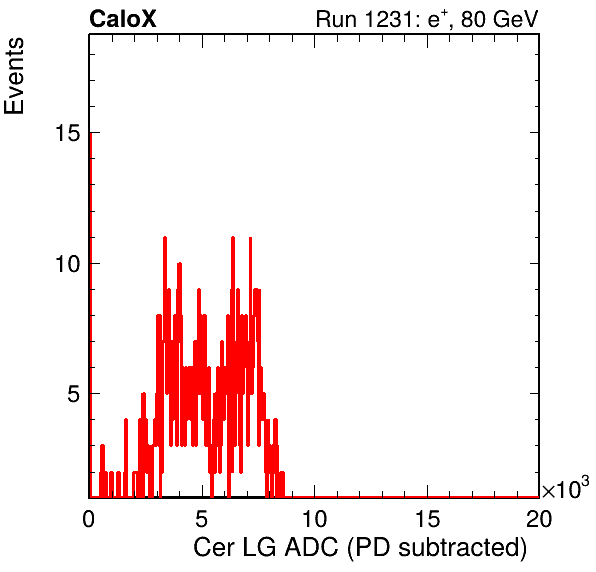 CaloX Run 1231: e⁺, 80 GeV
Events
15
10
5
0 5 10 15 20 ×10³
Cer LG ADC (PD subtracted)